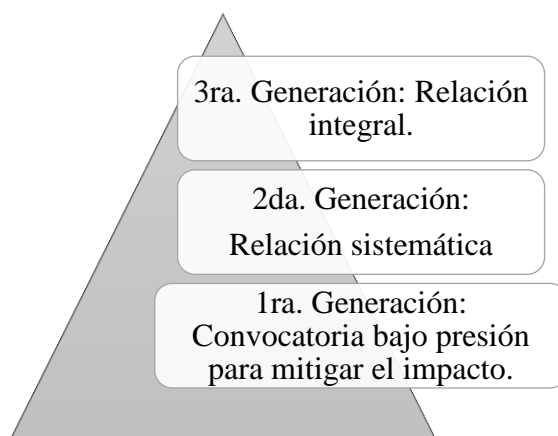 3ra. Generación: Relación
integral.
2da. Generación:
Relación sistemática
1ra. Generación:
Convocatoria bajo presión
para mitigar el impacto.